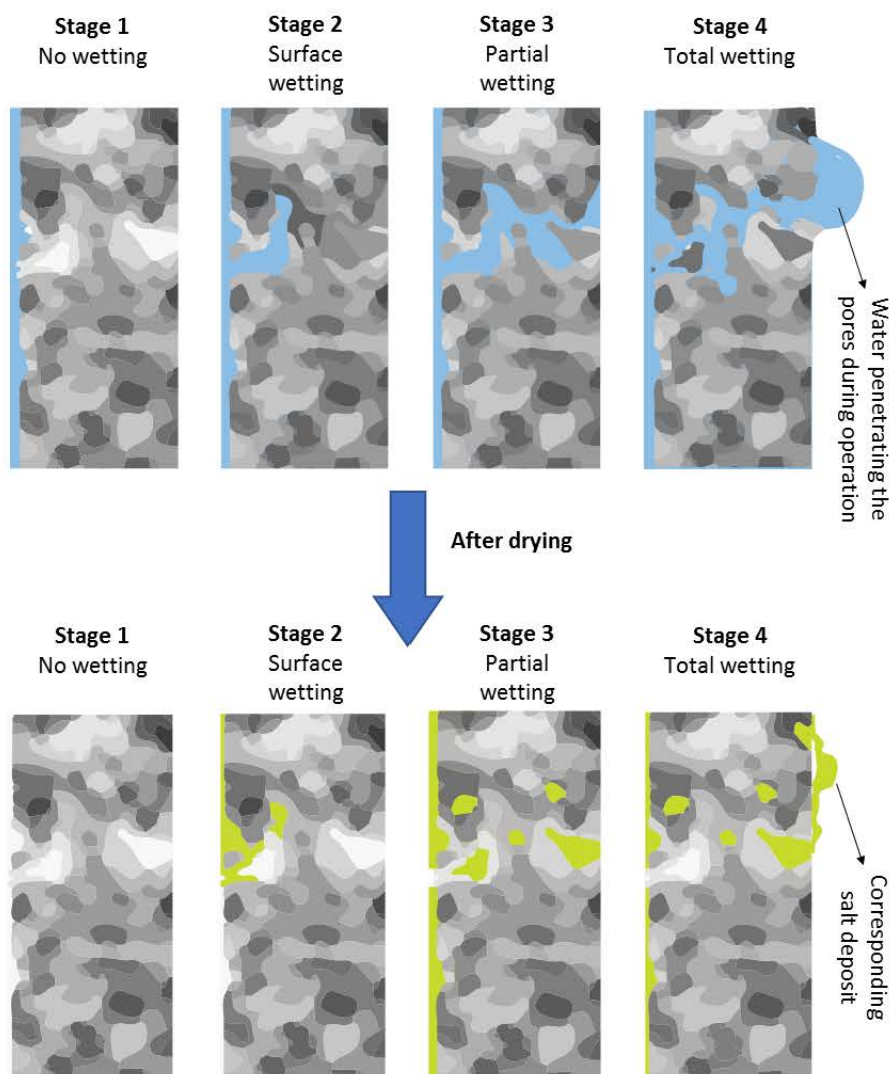 Stage 1
No wetting
Stage 2
Surface
wetting
Stage 3
Partial
wetting
Stage 4
Total wetting
Water penetrating the
pores during operation
After drying
Stage 1
No wetting
Stage 2
Surface
wetting
Stage 3
Partial
wetting
Stage 4
Total wetting
Corresponding
salt deposit